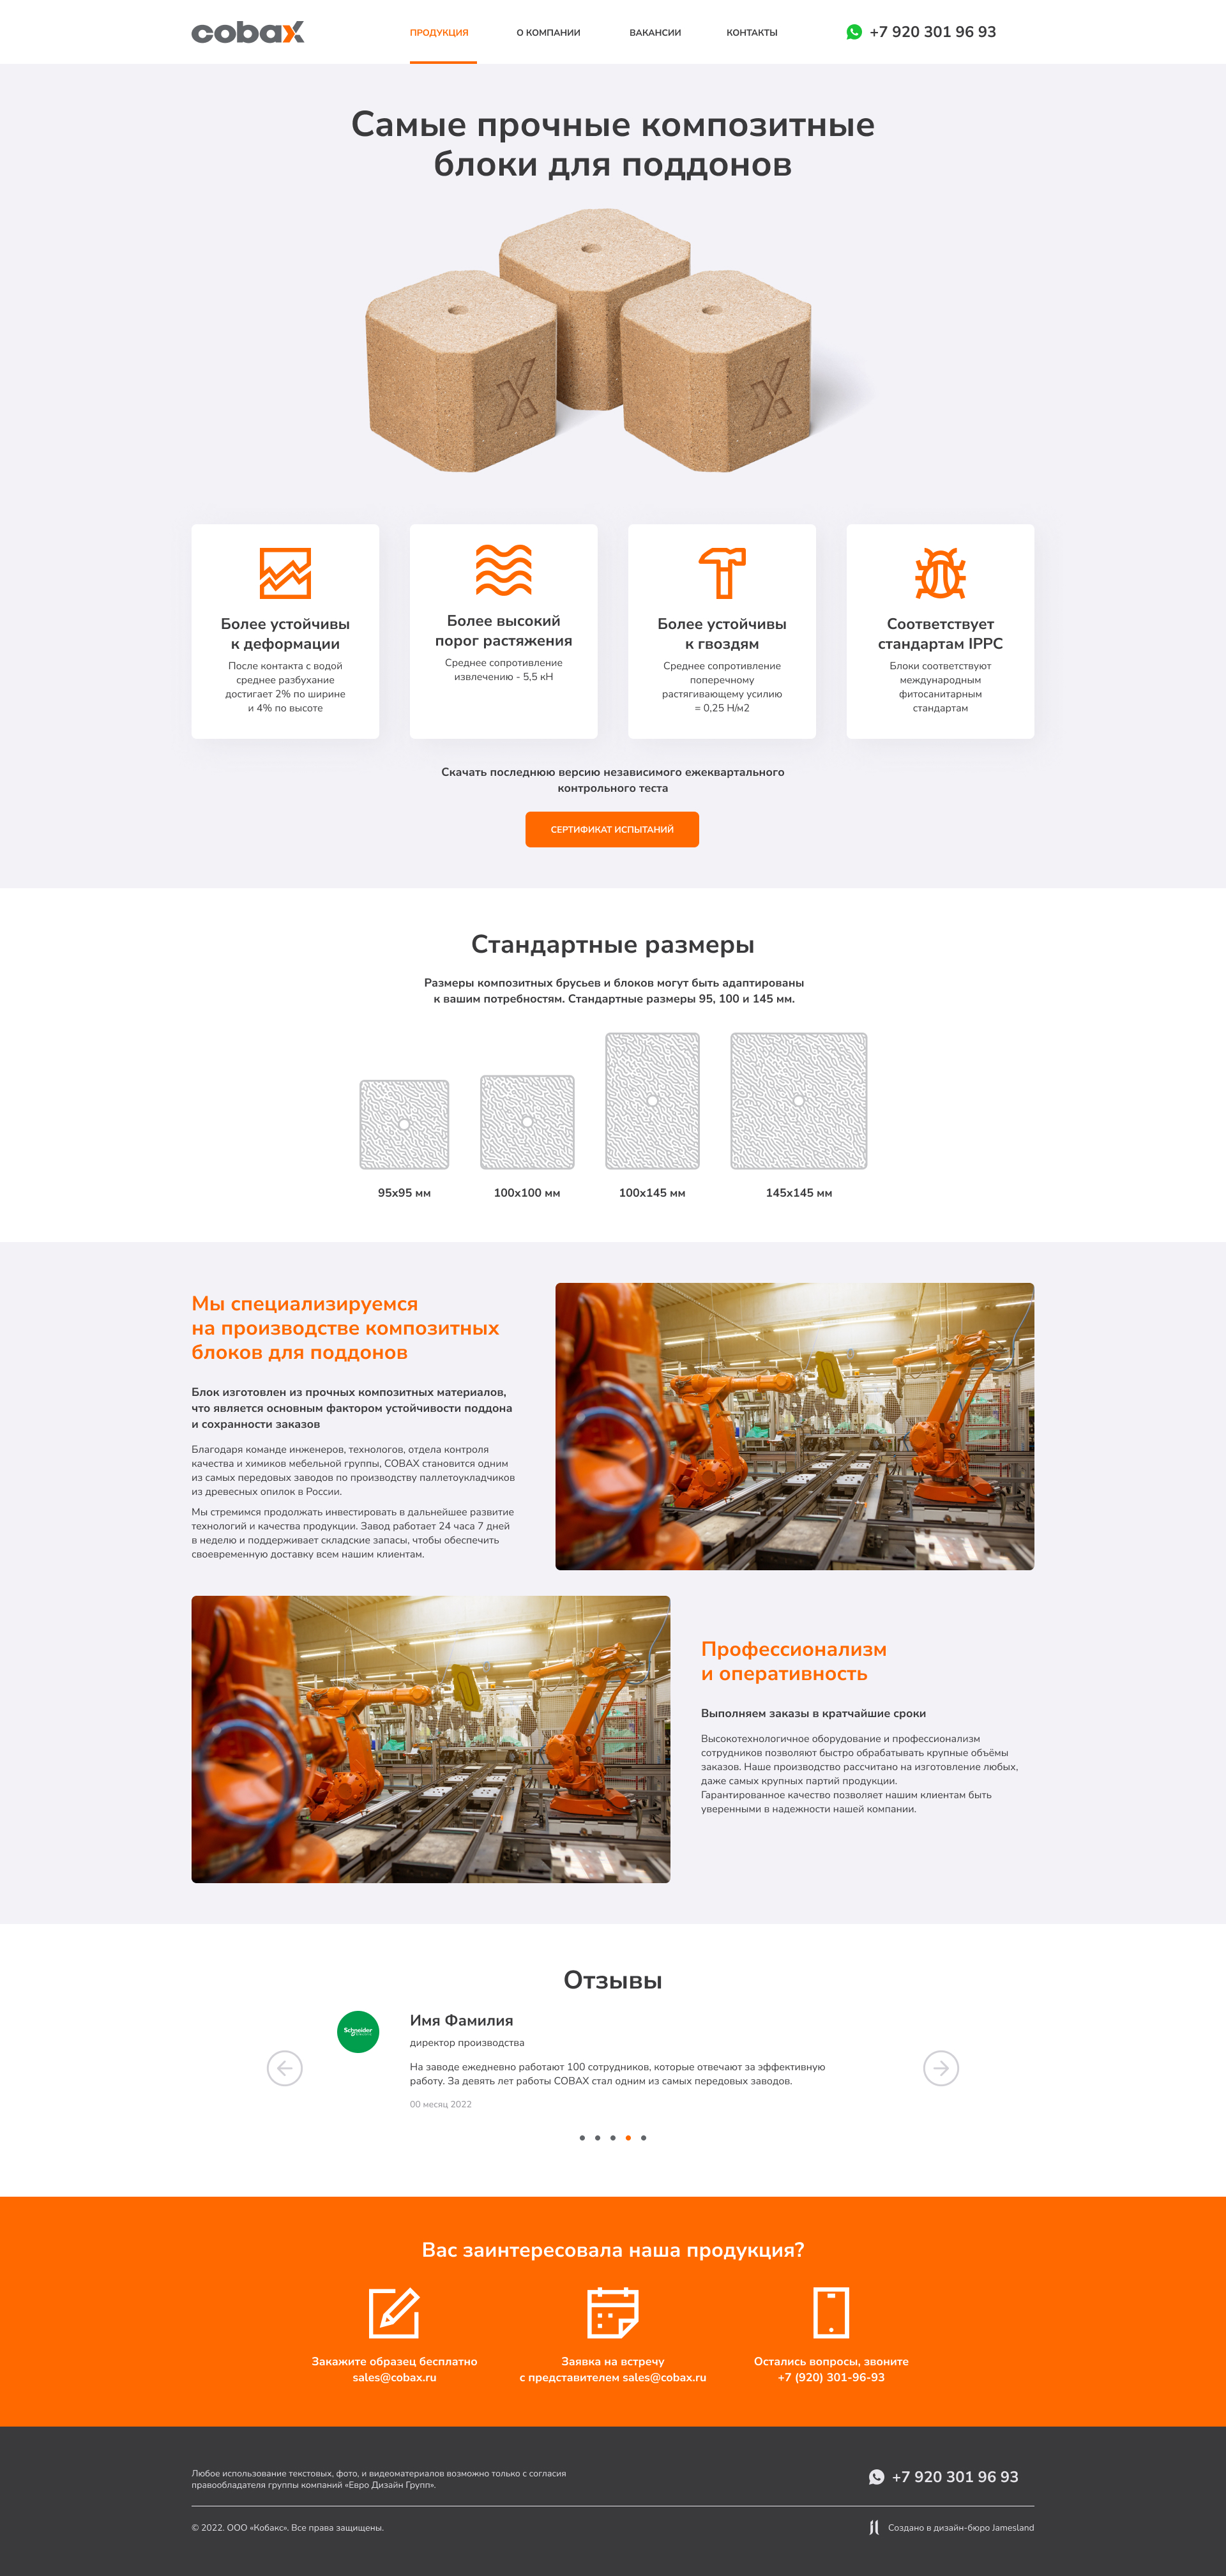 cobax
ПРОДУКЦИЯ
О КОМПАНИИ
ВАКАНСИИ
КОНТАКТЫ
+7 920 301 96 93
Самые прочные композитные
блоки для поддонов
Более устойчивы
к деформации
После контакта с водой
среднее разбухание
достигает 2% по ширине
и 4% по высоте
Более высокий
порог растяжения
Среднее сопротивление
извлечению - 5,5 кН
Более устойчивы
к гвоздям
Среднее сопротивление
поперечному
растягивающему усилию
= 0,25 Н/м2
Соответствует
стандартам IPPC
Блоки соответствуют
международным
фитосанитарным
стандартам
Скачать последнюю версию независимого ежеквартального
контрольного теста
СЕРТИФИКАТ ИСПЫТАНИЙ
Стандартные размеры
Размеры композитных брусьев и блоков могут быть адаптированы
к вашим потребностям. Стандартные размеры 95, 100 и 145 мм.
95x95 мм
100x100 мм
100x145 мм
145x145 мм
Мы специализируемся
на производстве композитных
блоков для поддонов
Блок изготовлен из прочных композитных материалов,
что является основным фактором устойчивости поддона
и сохранности заказов
Благодаря команде инженеров, технологов, отдела контроля
качества и химиков мебельной группы, COBAX становится одним
из самых передовых заводов по производству паллетоукладчиков
из древесных опилок в России.
Мы стремимся продолжать инвестировать в дальнейшее развитие
технологий и качества продукции. Завод работает 24 часа 7 дней
в неделю и поддерживает складские запасы, чтобы обеспечить
своевременную доставку всем нашим клиентам.
Профессионализм
и оперативность
Выполняем заказы в кратчайшие сроки
Высокотехнологичное оборудование и профессионализм
сотрудников позволяют быстро обрабатывать крупные объёмы
заказов. Наше производство рассчитано на изготовление любых,
даже самых крупных партий продукции.
Гарантированное качество позволяет нашим клиентам быть
уверенными в надежности нашей компании.
Отзывы
Schneider
Имя Фамилия
директор производства
На заводе ежедневно работают 100 сотрудников, которые отвечают за эффективную
работу. За девять лет работы COBAX стал одним из самых передовых заводов.
00 месяц 2022
Вас заинтересовала наша продукция?
Закажите образец бесплатно
sales@cobax.ru
Заявка на встречу
с представителем sales@cobax.ru
Остались вопросы, звоните
+7 (920) 301-96-93
Любое использование текстовых, фото, и видеоматериалов возможно только с согласия
правообладателя группы компаний «Евро Дизайн Групп».
+7 920 301 96 93
© 2022. ООО «Кобакс». Все права защищены.
Создано в дизайн-бюро Jamesland